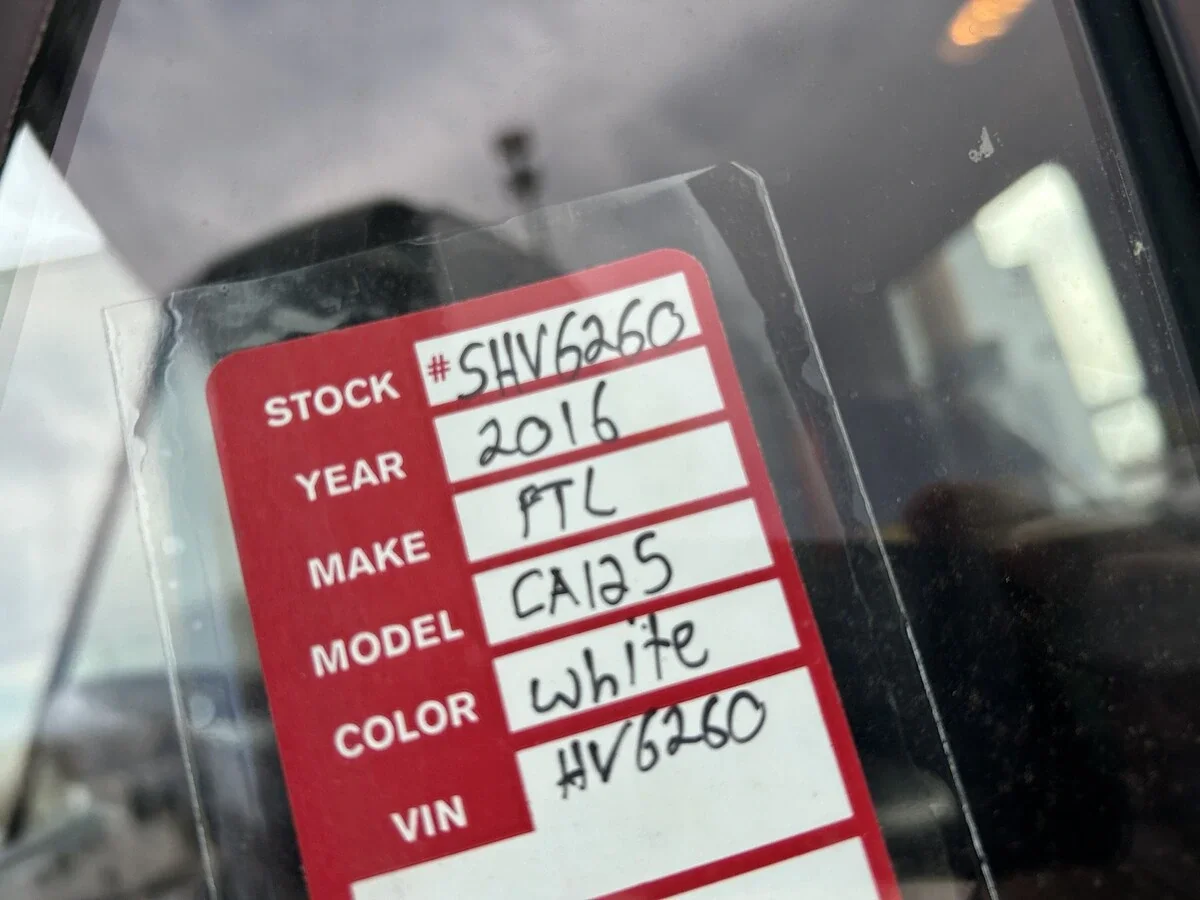 STOCK #SHV6260
YEAR 2016
MAKE FTL
MODEL CA125
COLOR White
VIN HV6260